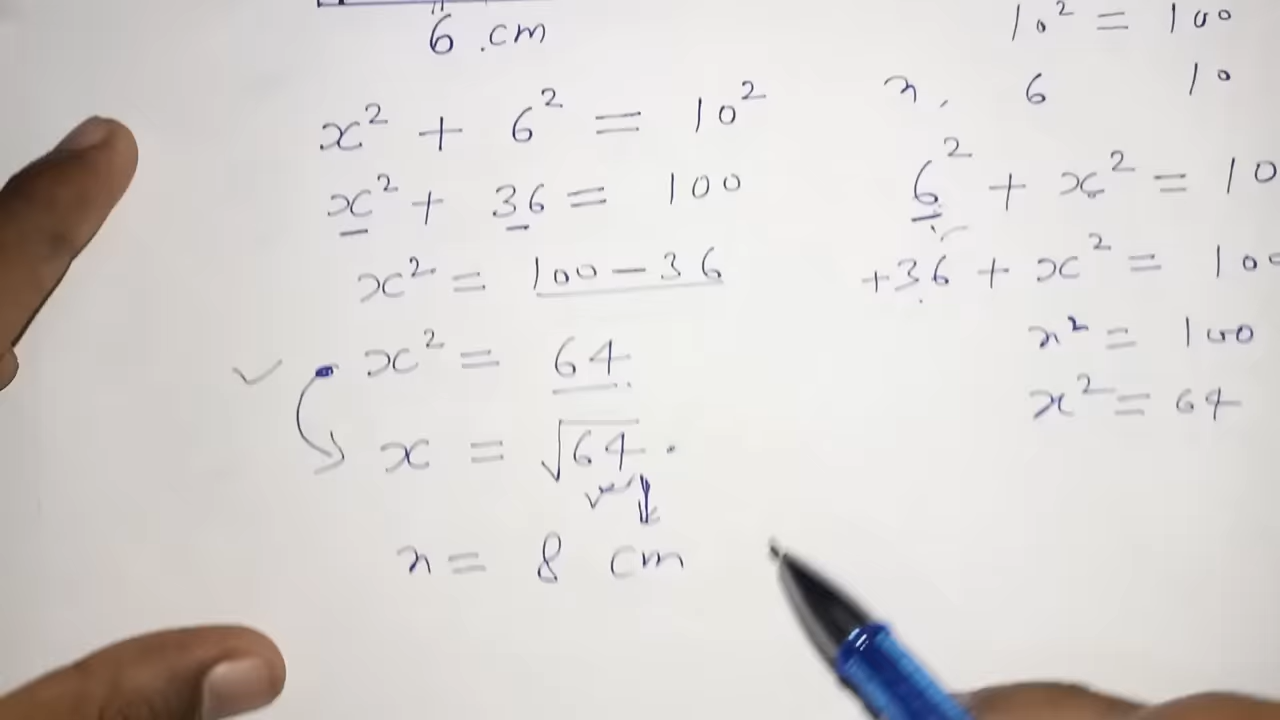 6 cm
x² + 6² = 10²
x² + 36 = 100
x² = 100 - 36
x² = 64
x = √64
x = 8 cm
10² = 100
x, 6 10
6² + x² = 10
+36 + x² = 100
x² = 100
x² = 64